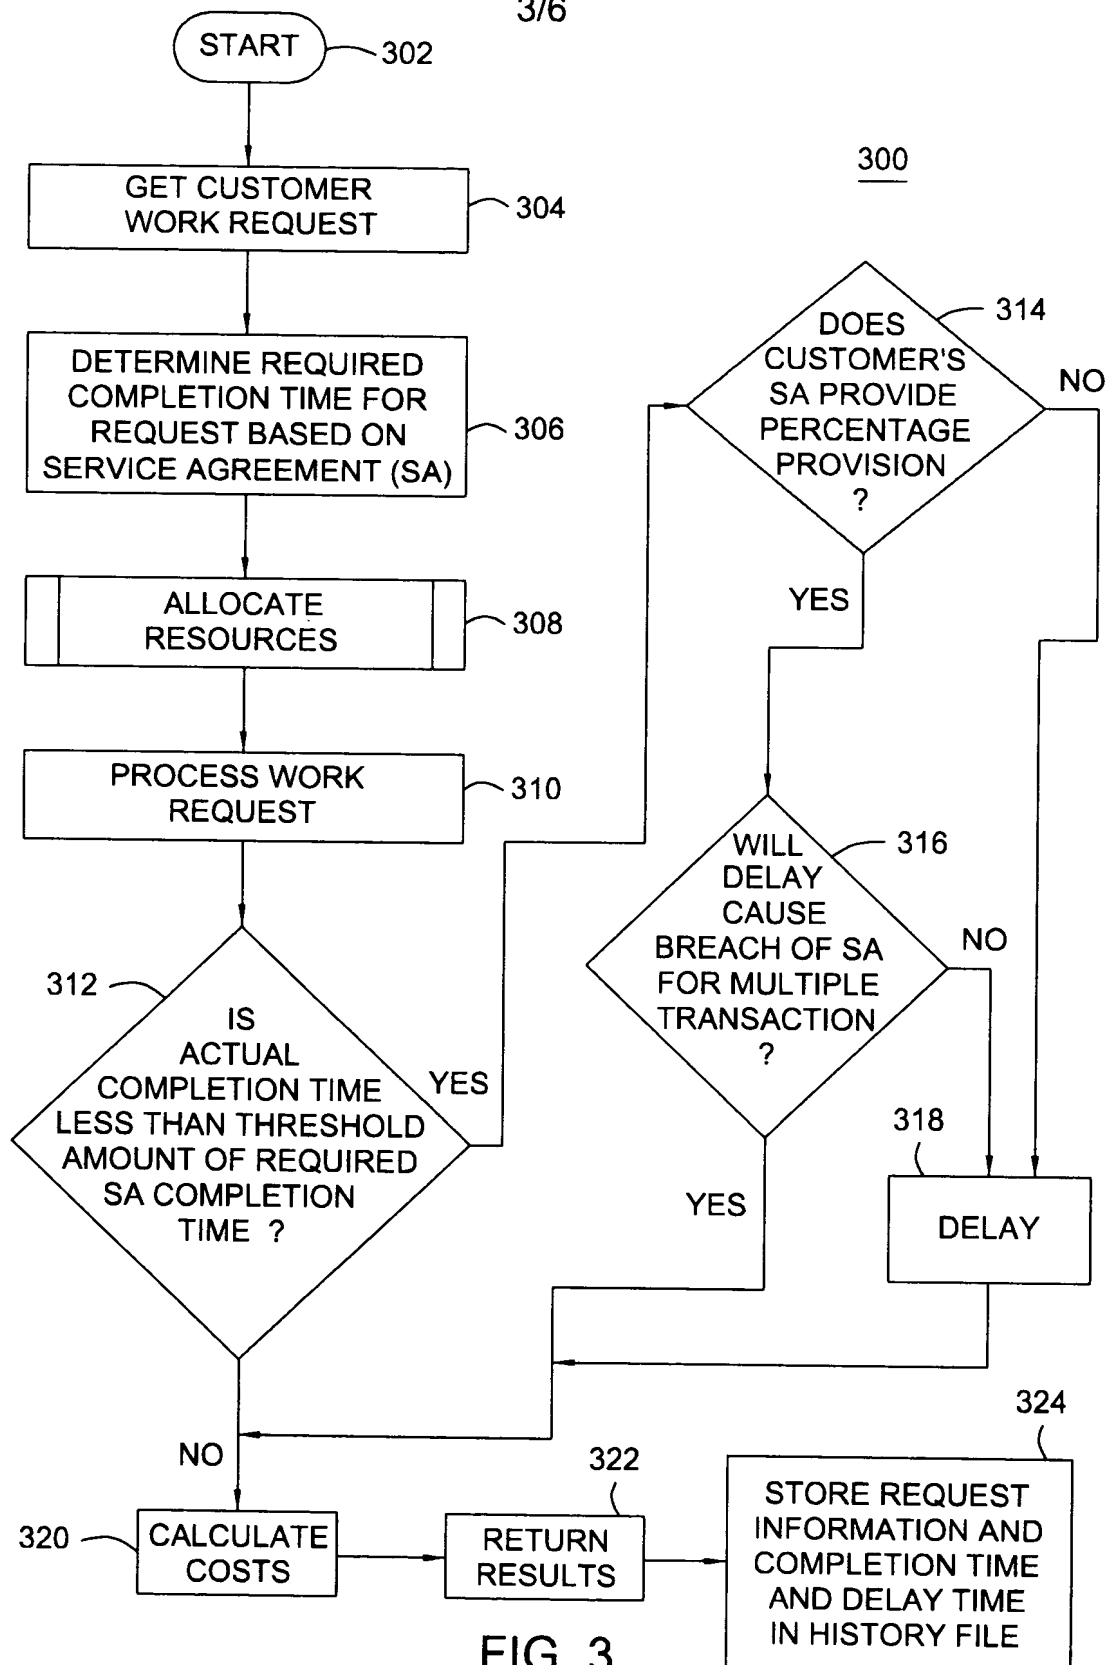 3/6
START
302
GET CUSTOMER
WORK REQUEST
304
300
DETERMINE REQUIRED
COMPLETION TIME FOR
REQUEST BASED ON
SERVICE AGREEMENT (SA)
306
ALLOCATE
RESOURCES
308
PROCESS WORK
REQUEST
310
312
IS
ACTUAL
COMPLETION TIME
LESS THAN THRESHOLD
AMOUNT OF REQUIRED
SA COMPLETION
TIME ?
YES
NO
314
DOES
CUSTOMER'S
SA PROVIDE
PERCENTAGE
PROVISION
?
NO
YES
316
WILL
DELAY
CAUSE
BREACH OF SA
FOR MULTIPLE
TRANSACTION
?
NO
YES
318
DELAY
320
CALCULATE
COSTS
322
RETURN
RESULTS
324
STORE REQUEST
INFORMATION AND
COMPLETION TIME
AND DELAY TIME
IN HISTORY FILE
FIG. 3